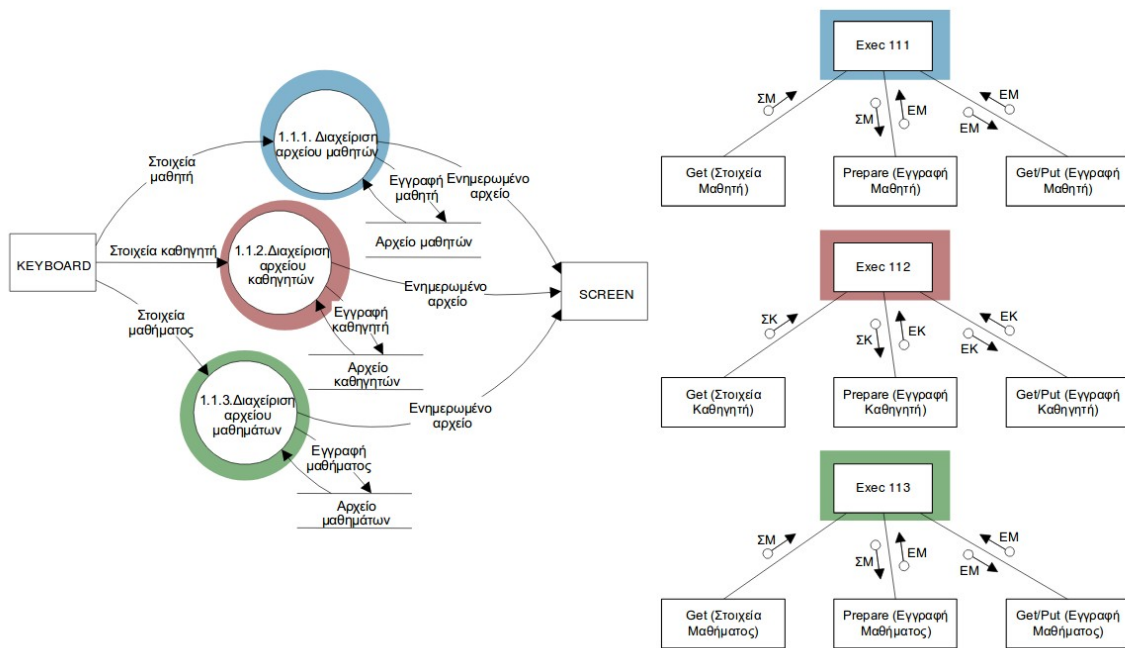 KEYBOARD
Στοιχεία
μαθητή
Στοιχεία καθηγητή
Στοιχεία
μαθήματος
1.1.1. Διαχείριση
αρχείου μαθητών
Εγγραφή
μαθητή
Ενημερωμένο
αρχείο
Αρχείο μαθητών
1.1.2.Διαχείριση
αρχείου
καθηγητών
Ενημερωμένο
αρχείο
Εγγραφή
καθηγητή
Αρχείο
καθηγητών
SCREEN
1.1.3.Διαχείριση
αρχείου
μαθημάτων
Ενημερωμένο
αρχείο
Εγγραφή
μαθήματος
Αρχείο
μαθημάτων
Exec 111
ΣΜ
ΣΜ
ΕΜ
ΕΜ
ΕΜ
Get (Στοιχεία
Μαθητή)
Prepare (Εγγραφή
Μαθητή)
Get/Put (Εγγραφή
Μαθητή)
Exec 112
ΣΚ
ΣΚ
ΕΚ
ΕΚ
ΕΚ
Get (Στοιχεία
Καθηγητή)
Prepare (Εγγραφή
Καθηγητή)
Get/Put (Εγγραφή
Καθηγητή)
Exec 113
ΣΜ
ΣΜ
ΕΜ
ΕΜ
ΕΜ
Get (Στοιχεία
Μαθήματος)
Prepare (Εγγραφή
Μαθήματος)
Get/Put (Εγγραφή
Μαθήματος)